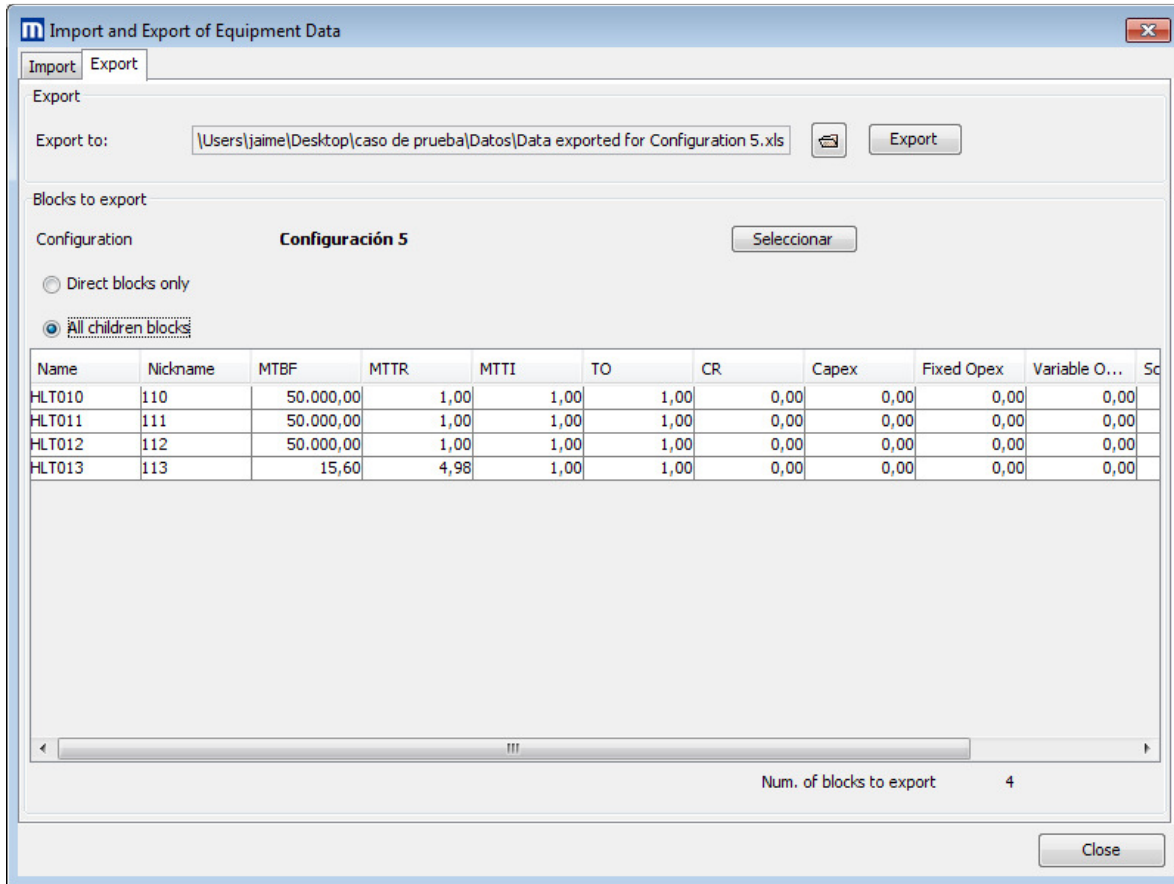 m Import and Export of Equipment Data
Import Export
Export
Export to: \Users\jaime\Desktop\caso de prueba\Datos\Data exported for Configuration 5.xls Export
Blocks to export
Configuration Configuración 5 Seleccionar
Direct blocks only
All children blocks
Name Nickname MTBF MTTR MTTI TO CR Capex Fixed Opex Variable O... Sc
HLT010 110 50.000,00 1,00 1,00 1,00 0,00 0,00 0,00 0,00
HLT011 111 50.000,00 1,00 1,00 1,00 0,00 0,00 0,00 0,00
HLT012 112 50.000,00 1,00 1,00 1,00 0,00 0,00 0,00 0,00
HLT013 113 15,60 4,98 1,00 1,00 0,00 0,00 0,00 0,00
Num. of blocks to export 4
Close